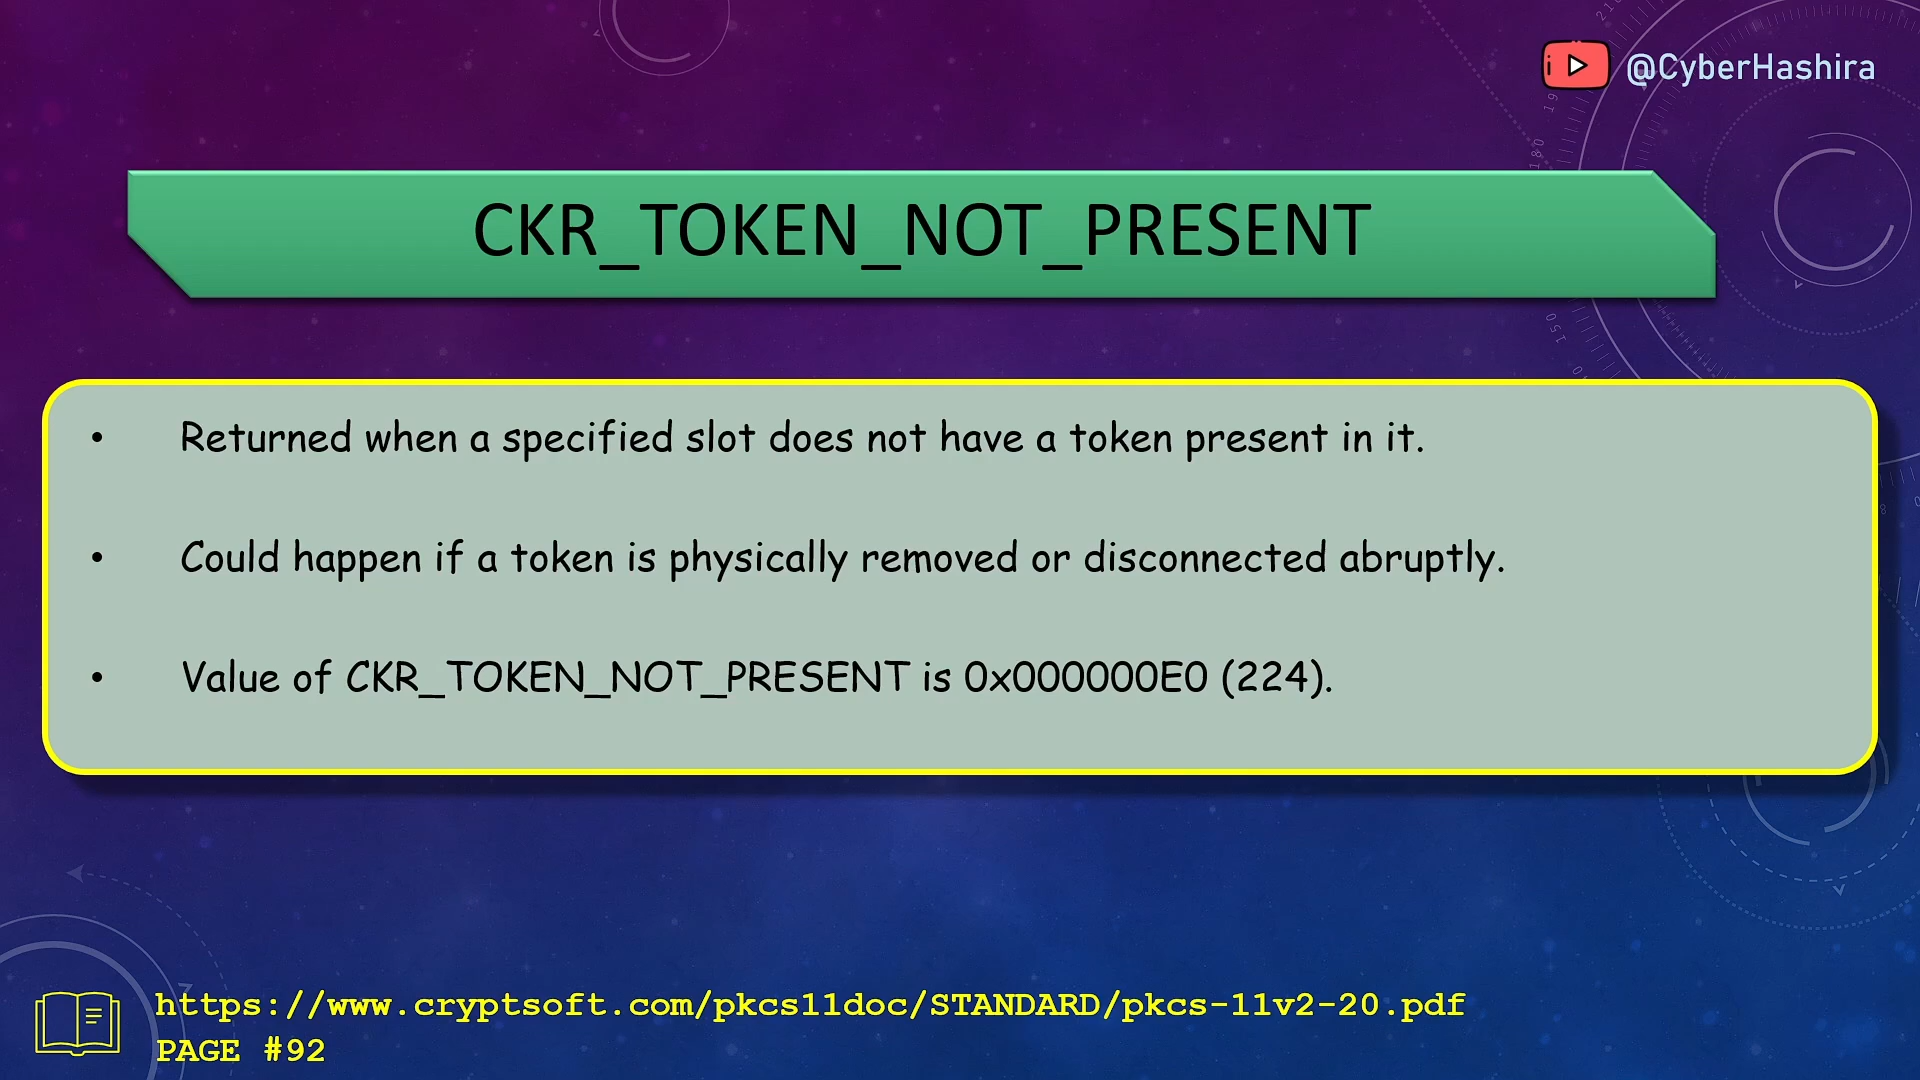 @CyberHashira
CKR_TOKEN_NOT_PRESENT
• Returned when a specified slot does not have a token present in it.
• Could happen if a token is physically removed or disconnected abruptly.
• Value of CKR_TOKEN_NOT_PRESENT is 0x000000E0 (224).
https://www.cryptsoft.com/pkcs11doc/STANDARD/pkcs-11v2-20.pdf
PAGE #92